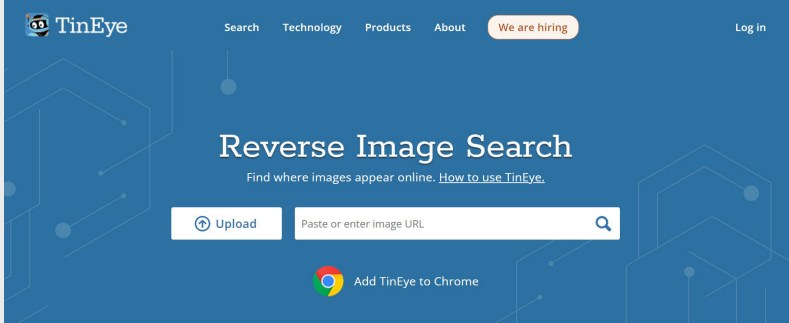 TinEye
Search Technology Products About We are hiring Log in
Reverse Image Search
Find where images appear online. How to use TinEye.
Upload Paste or enter image URL
Add TinEye to Chrome